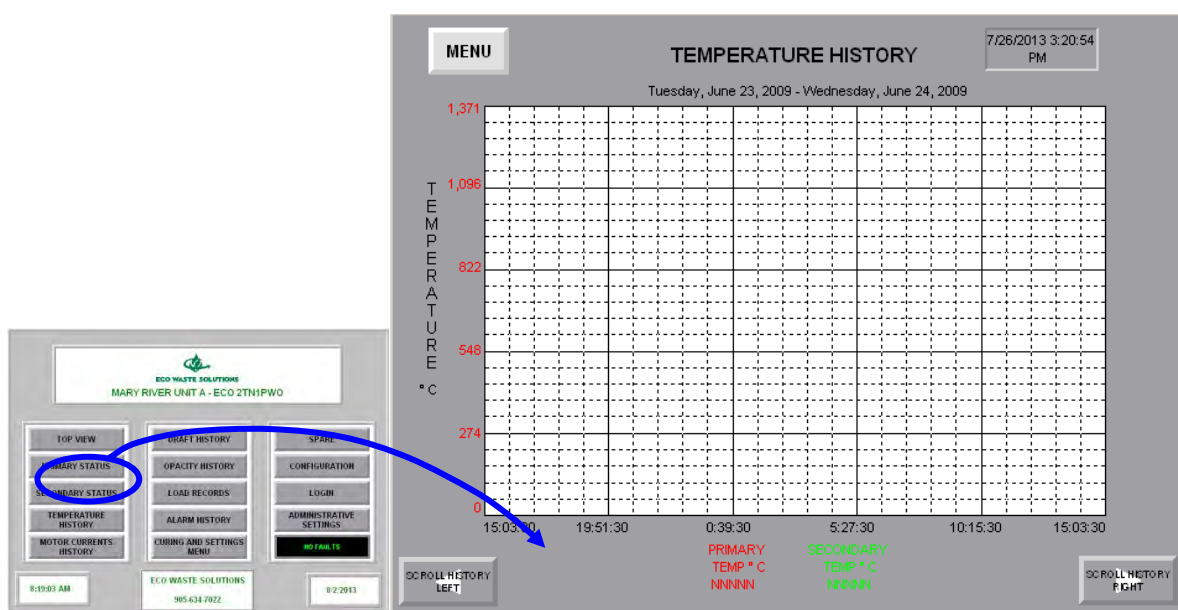 MENU
TEMPERATURE HISTORY
7/26/2013 3:20:54
PM
Tuesday, June 23, 2009 - Wednesday, June 24, 2009
1,371
1,096
822
548
274
0
TEMPERATURE
°C
15:03:30 19:51:30 0:39:30 5:27:30 10:15:30 15:03:30
PRIMARY
TEMP °C
NNNNN
SECONDARY
TEMP °C
NNNNN
SCROLL HISTORY
LEFT
SCROLL HISTORY
RIGHT
ECO WASTE SOLUTIONS
MARY RIVER UNIT A - ECO 2TN1PWO
TOP VIEW
DRAFT HISTORY
SPARE
PRIMARY STATUS
OPACITY HISTORY
CONFIGURATION
SECONDARY STATUS
LOAD RECORDS
LOGIN
TEMPERATURE
HISTORY
ALARM HISTORY
ADMINISTRATIVE
SETTINGS
MOTOR CURRENTS
HISTORY
CURING AND SETTINGS
MENU
NO FAULTS
8:19:03 AM
ECO WASTE SOLUTIONS
905-634-7022
8/2/2013